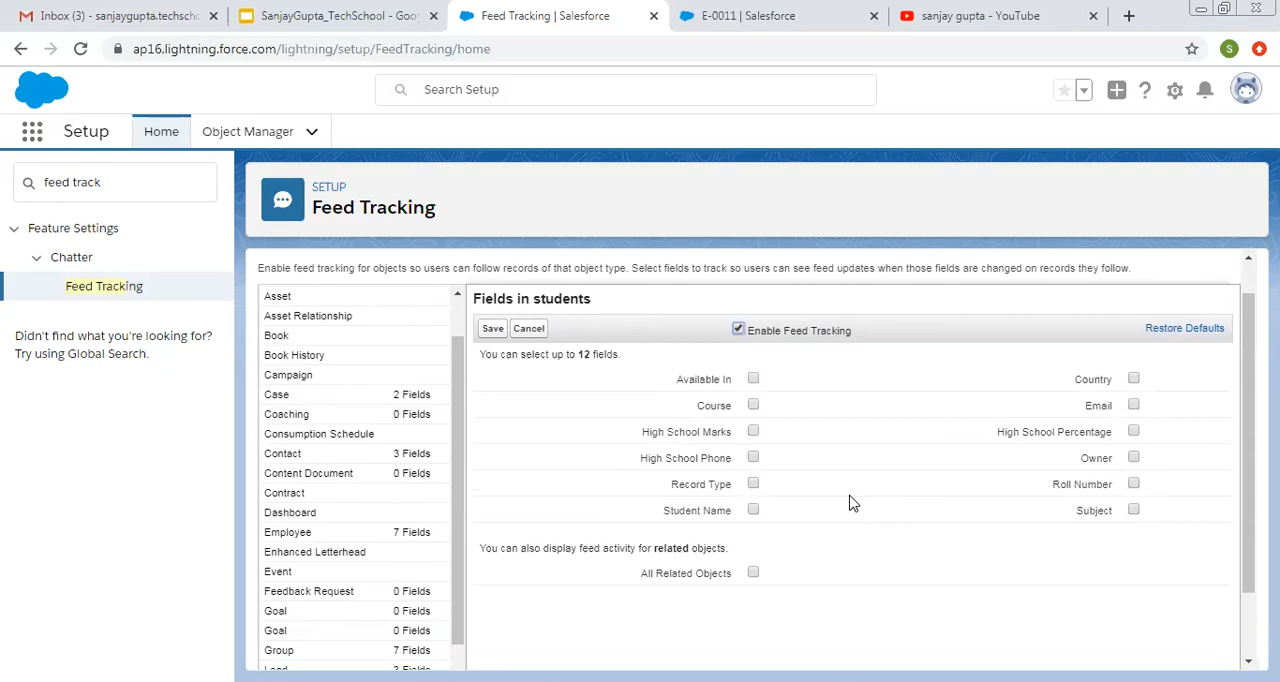 Inbox (3) - sanjaygupta.techscho
SanjayGupta_TechSchool - Goo
Feed Tracking | Salesforce
E-0011 | Salesforce
sanjay gupta - YouTube
ap16.lightning.force.com/lightning/setup/FeedTracking/home
S
Search Setup
Setup
Home
Object Manager
feed track
Feature Settings
Chatter
Feed Tracking
Didn't find what you're looking for?
Try using Global Search.
SETUP
Feed Tracking
Enable feed tracking for objects so users can follow records of that object type. Select fields to track so users can see feed updates when those fields are changed on records they follow.
Asset
Asset Relationship
Book
Book History
Campaign
Case 2 Fields
Coaching 0 Fields
Consumption Schedule
Contact 3 Fields
Content Document 0 Fields
Contract
Dashboard
Employee 7 Fields
Enhanced Letterhead
Event
Feedback Request 0 Fields
Goal 0 Fields
Goal 0 Fields
Group 7 Fields
Lead 3 Fields
Fields in students
Save Cancel Enable Feed Tracking Restore Defaults
You can select up to 12 fields.
Available In Country
Course Email
High School Marks High School Percentage
High School Phone Owner
Record Type Roll Number
Student Name Subject
You can also display feed activity for related objects.
All Related Objects